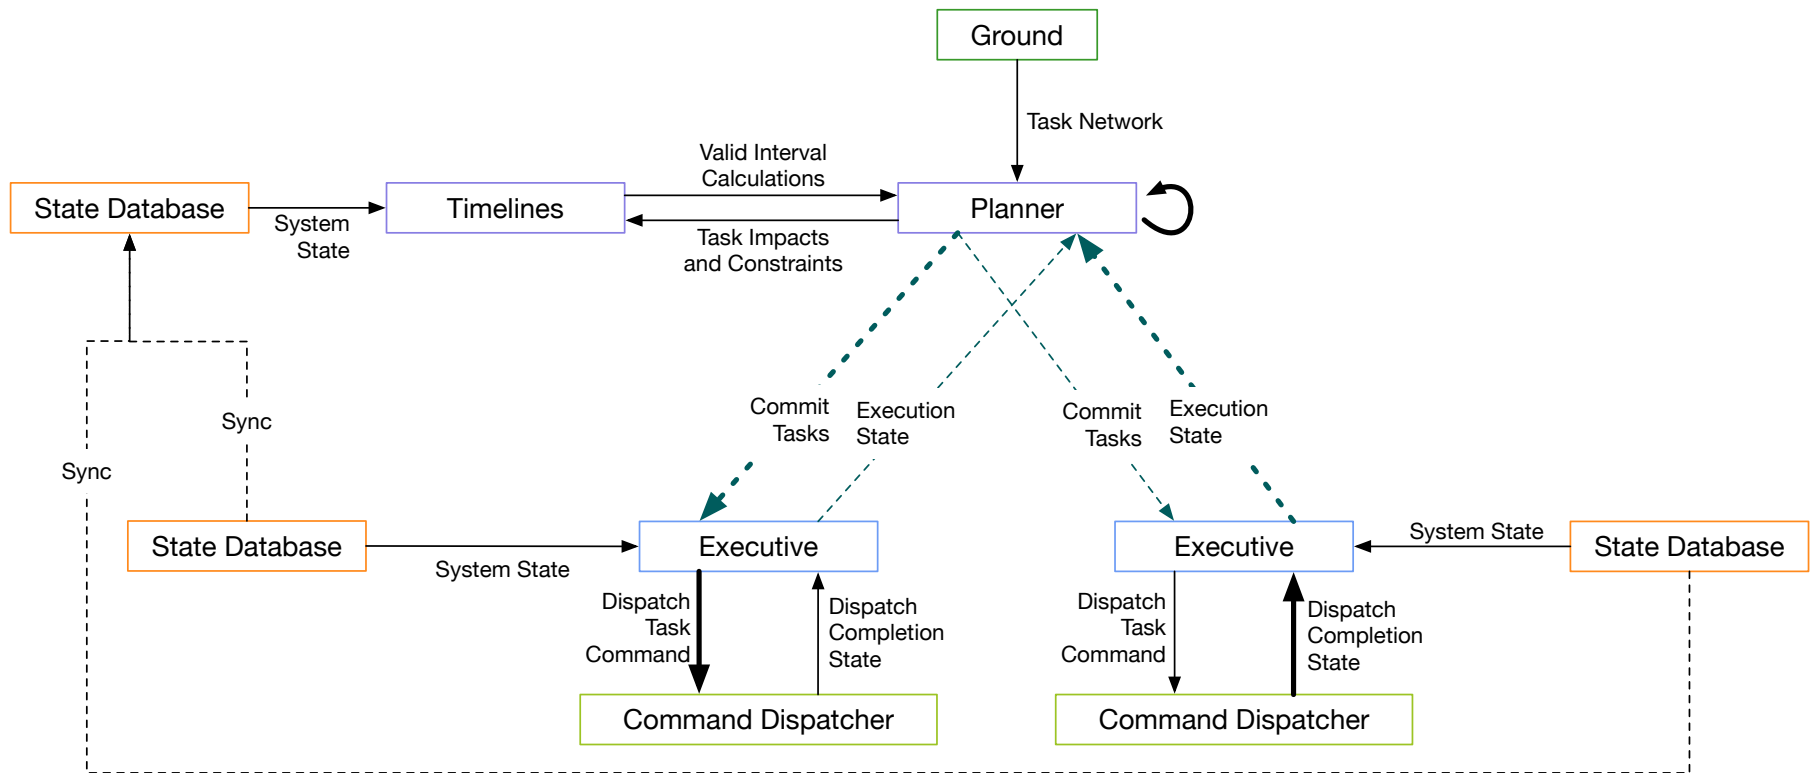 Ground
Task Network
Valid Interval
Calculations
State Database
System
State
Timelines
Planner
Task Impacts
and Constraints
Commit
Tasks
Execution
State
Commit
Tasks
Execution
State
Sync
Sync
State Database
System State
Executive
Executive
System State
State Database
Dispatch
Task
Command
Dispatch
Completion
State
Dispatch
Task
Command
Dispatch
Completion
State
Command Dispatcher
Command Dispatcher